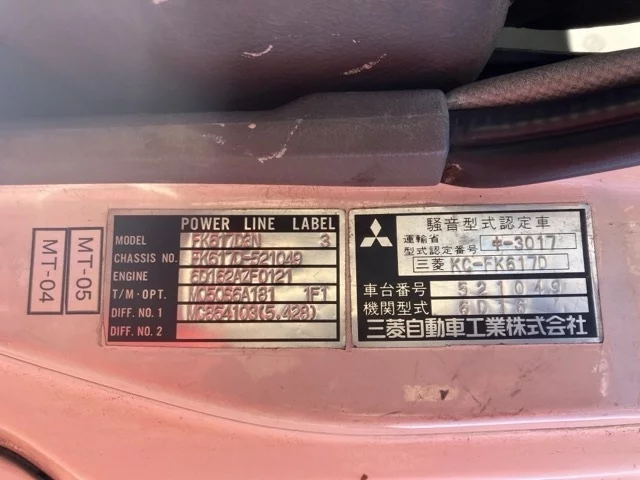 MT-05
MT-04
POWER LINE LABEL
MODEL FK617D2N 3
CHASSIS NO. FK617D-521049
ENGINE
T/M·OPT. 1F1
DIFF. NO. 1 MC854103(5.428)
DIFF. NO. 2
騒音型式認定車
運輸省
型式認定番号 キ-3017
三菱 KC-FK617D
車台番号 521049
機関型式 6D16
三菱自動車工業株式会社